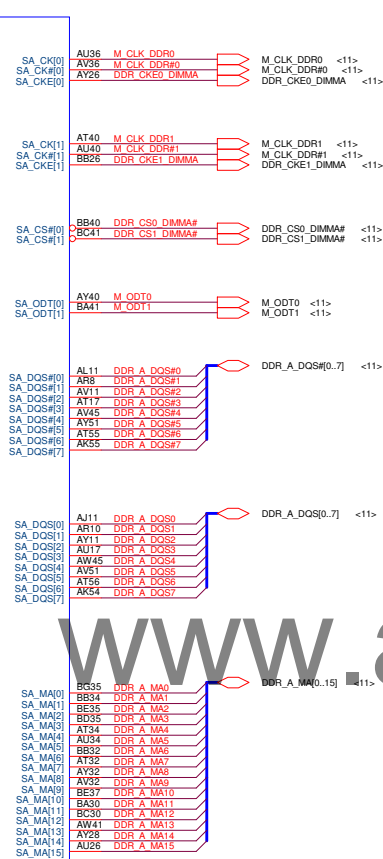 SA_CK[0] AU36 M_CLK_DDR0 M_CLK_DDR0 <11>
SA_CK#[0] AV36 M_CLK_DDR#0 M_CLK_DDR#0 <11>
SA_CKE[0] AY26 DDR_CKE0_DIMMA DDR_CKE0_DIMMA <11>
SA_CK[1] AT40 M_CLK_DDR1 M_CLK_DDR1 <11>
SA_CK#[1] AU40 M_CLK_DDR#1 M_CLK_DDR#1 <11>
SA_CKE[1] BB26 DDR_CKE1_DIMMA DDR_CKE1_DIMMA <11>
SA_CS#[0] BB40 DDR_CS0_DIMMA# DDR_CS0_DIMMA# <11>
SA_CS#[1] BC41 DDR_CS1_DIMMA# DDR_CS1_DIMMA# <11>
SA_ODT[0] AY40 M_ODT0 M_ODT0 <11>
SA_ODT[1] BA41 M_ODT1 M_ODT1 <11>
DDR_A_DQS#[0..7] <11>
SA_DQS#[0] AL11 DDR_A_DQS#0
SA_DQS#[1] AR8 DDR_A_DQS#1
SA_DQS#[2] AV11 DDR_A_DQS#2
SA_DQS#[3] AT17 DDR_A_DQS#3
SA_DQS#[4] AV45 DDR_A_DQS#4
SA_DQS#[5] AY51 DDR_A_DQS#5
SA_DQS#[6] AT55 DDR_A_DQS#6
SA_DQS#[7] AK55 DDR_A_DQS#7
DDR_A_DQS[0..7] <11>
SA_DQS[0] AJ11 DDR_A_DQS0
SA_DQS[1] AR10 DDR_A_DQS1
SA_DQS[2] AY11 DDR_A_DQS2
SA_DQS[3] AU17 DDR_A_DQS3
SA_DQS[4] AW45 DDR_A_DQS4
SA_DQS[5] AV51 DDR_A_DQS5
SA_DQS[6] AT56 DDR_A_DQS6
SA_DQS[7] AK54 DDR_A_DQS7
www.a
DDR_A_MA[0..15] <11>
SA_MA[0] BG35 DDR_A_MA0
SA_MA[1] BB34 DDR_A_MA1
SA_MA[2] BE35 DDR_A_MA2
SA_MA[3] BD35 DDR_A_MA3
SA_MA[4] AT34 DDR_A_MA4
SA_MA[5] AU34 DDR_A_MA5
SA_MA[6] BB32 DDR_A_MA6
SA_MA[7] AT32 DDR_A_MA7
SA_MA[8] AY32 DDR_A_MA8
SA_MA[9] AV32 DDR_A_MA9
SA_MA[10] BE37 DDR_A_MA10
SA_MA[11] BA30 DDR_A_MA11
SA_MA[12] BC30 DDR_A_MA12
SA_MA[13] AW41 DDR_A_MA13
SA_MA[14] AY28 DDR_A_MA14
SA_MA[15] AU26 DDR_A_MA15